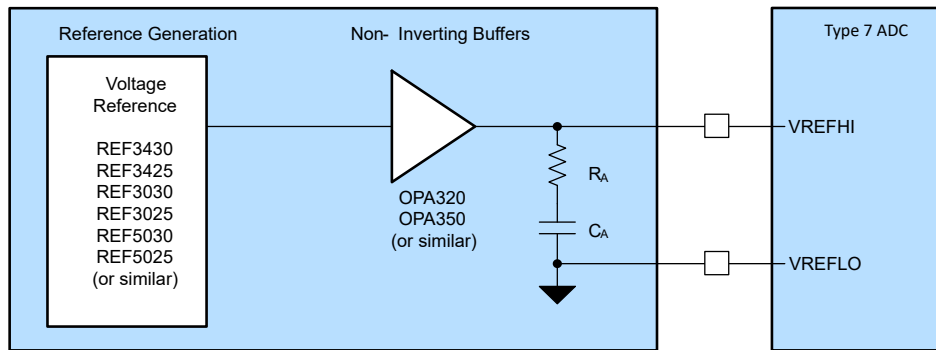 Reference Generation
Non- Inverting Buffers
Type 7 ADC
Voltage
Reference
REF3430
REF3425
REF3030
REF3025
REF5030
REF5025
(or similar)
OPA320
OPA350
(or similar)
RA
CA
VREFHI
VREFLO